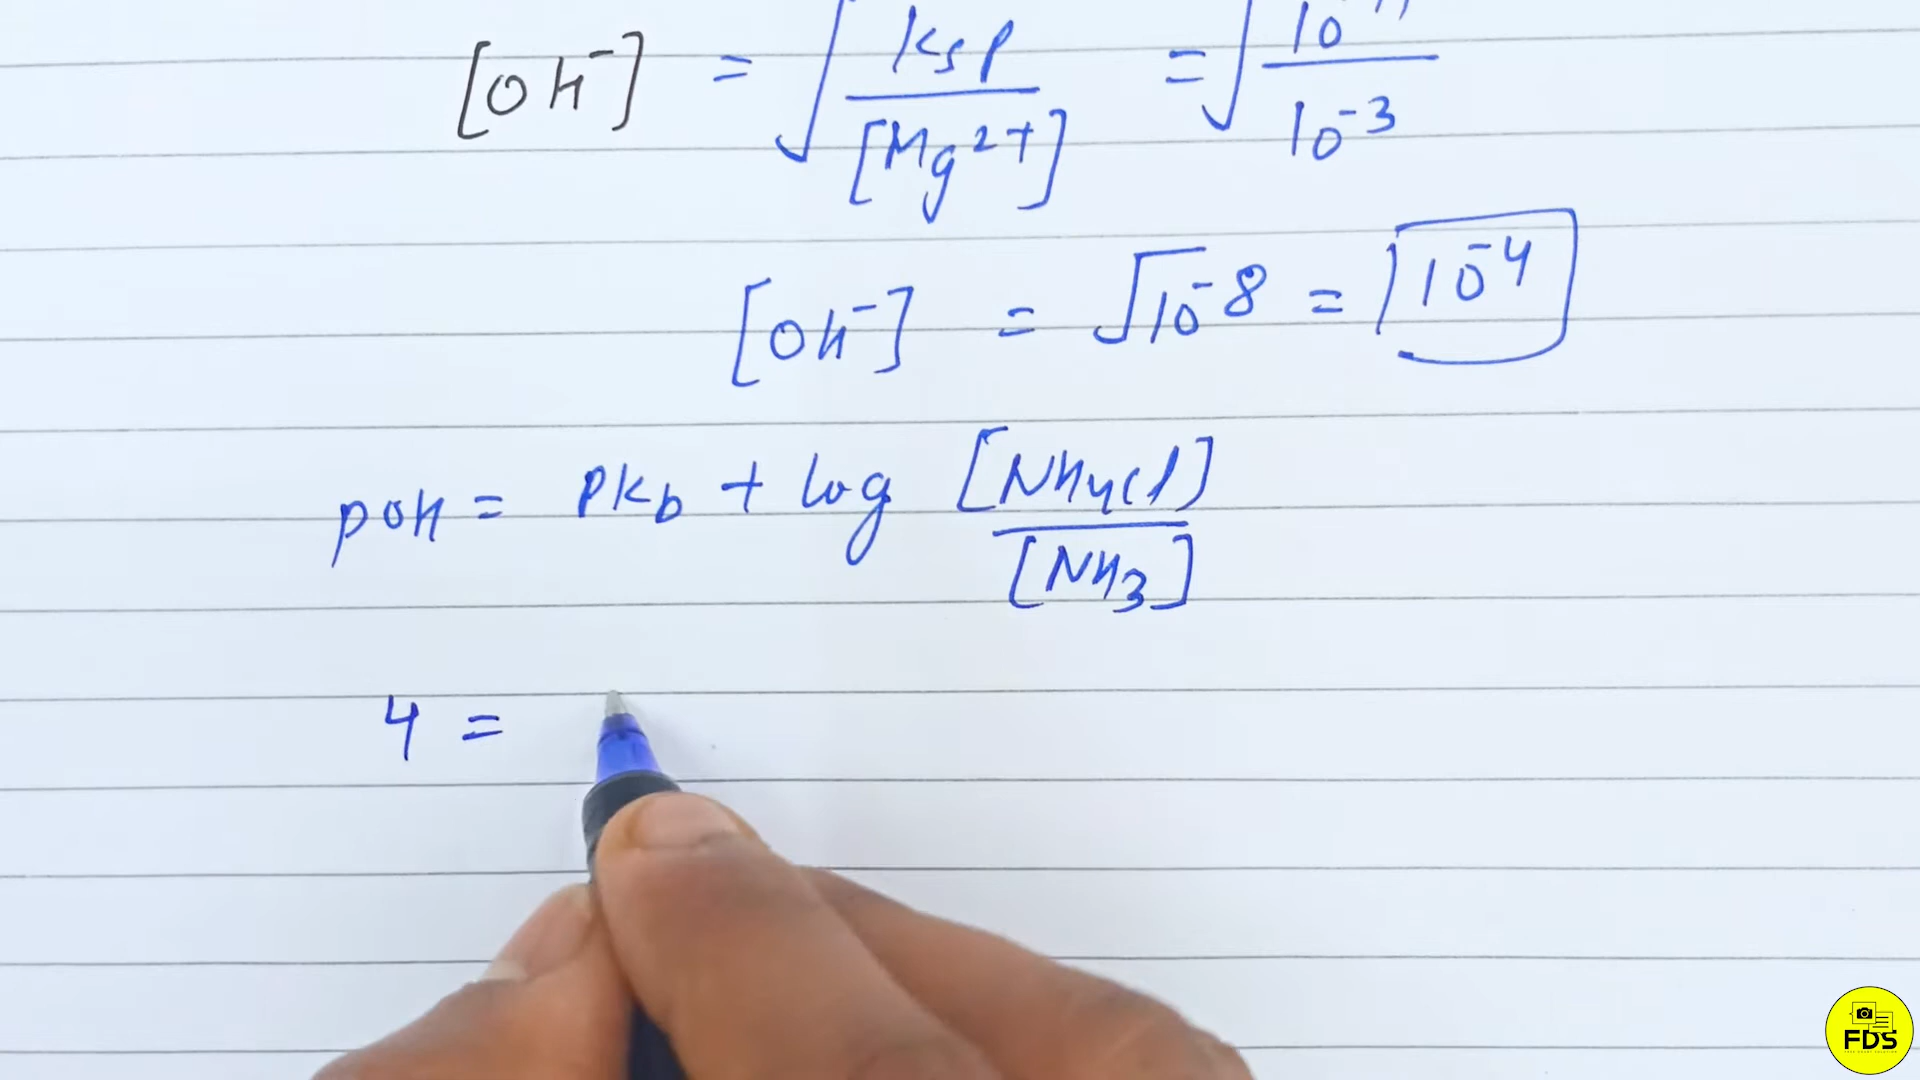 [OH⁻] = √ Ksp / [Mg²⁺] = √ 10⁻¹¹ / 10⁻³
[OH⁻] = √10⁻⁸ = 10⁻⁴
pOH = PKb + log [NH4Cl] / [NH3]
4 =
FDS